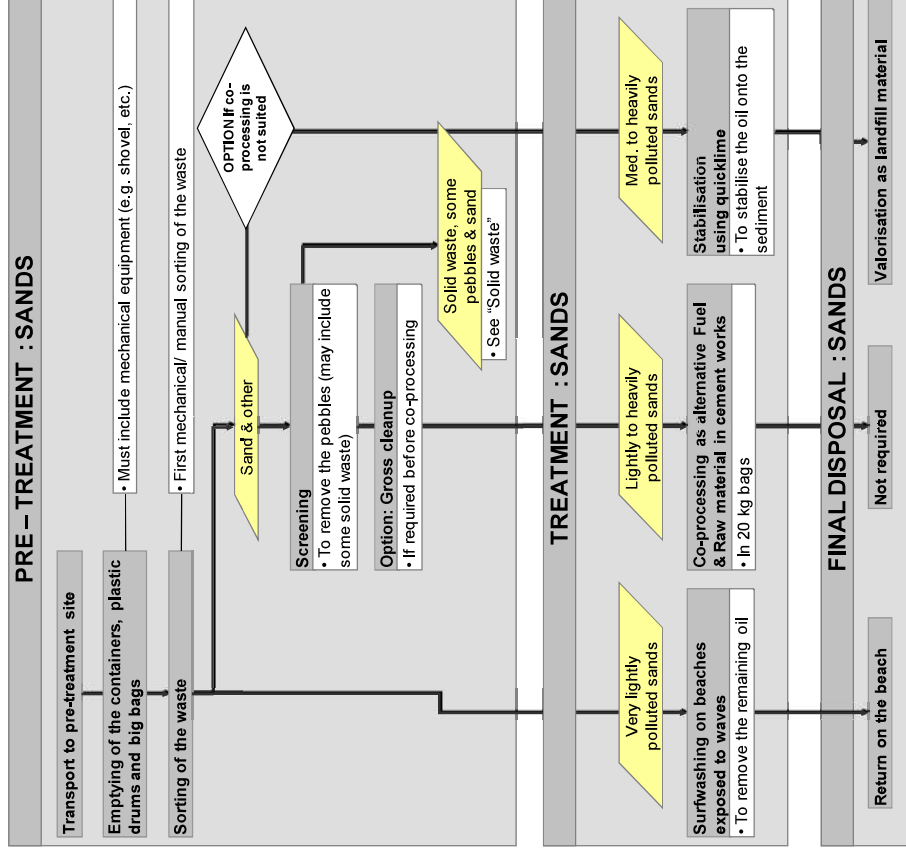 PRE – TREATMENT : SANDS
Transport to pre-treatment site
Emptying of the containers, plastic
drums and big bags
• Must include mechanical equipment (e.g. shovel, etc.)
Sorting of the waste
• First mechanical/ manual sorting of the waste
Sand & other
OPTION If co-
processing is
not suited
Screening
• To remove the pebbles (may include
some solid waste)
Option: Gross cleanup
• If required before co-processing
Solid waste, some
pebbles & sand
• See “Solid waste”
TREATMENT : SANDS
Very lightly
polluted sands
Surfwashing on beaches
exposed to waves
• To remove the remaining oil
Lightly to heavily
polluted sands
Co-processing as alternative Fuel
& Raw material in cement works
• In 20 kg bags
Med. to heavily
polluted sands
Stabilisation
using quicklime
• To stabilise the oil onto the
sediment
FINAL DISPOSAL : SANDS
Return on the beach
Not required
Valorisation as landfill material